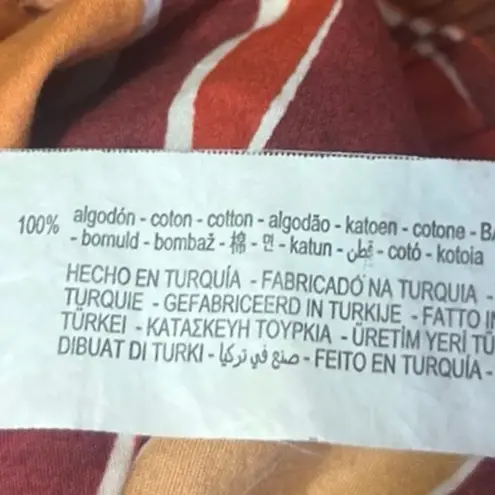 100% algodón - coton - cotton - algodão - katoen - cotone -
- bomuld - bombaž - 棉 - 면 - katun - قطن - cotó - kotoia
HECHO EN TURQUÍA - FABRICADO NA TURQUIA -
TURQUIE - GEFABRICEERD IN TURKIJE - FATTO
TÜRKEI - ΚΑΤΑΣΚΕΥΗ ΤΟΥΡΚΙΑ - ÜRETİM YERİ
DIBUAT DI TURKI - صنع في تركيا - FEITO EN TURQUÍA -